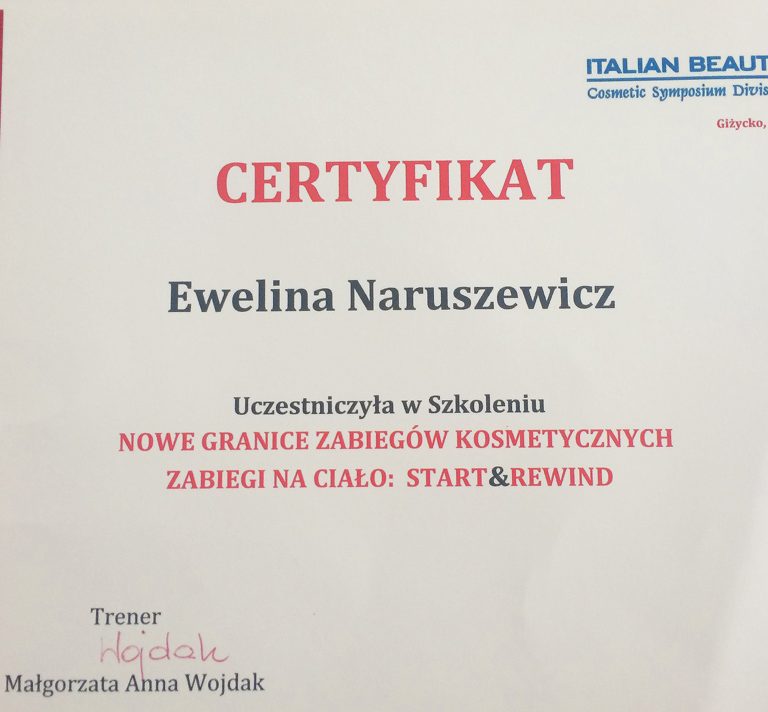 ITALIAN BEAUT
Cosmetic Symposium Divis
Giżycko,
CERTYFIKAT
Ewelina Naruszewicz
Uczestniczyła w Szkoleniu
NOWE GRANICE ZABIEGÓW KOSMETYCZNYCH
ZABIEGI NA CIAŁO: START&REWIND
Trener
Wojdak
Małgorzata Anna Wojdak